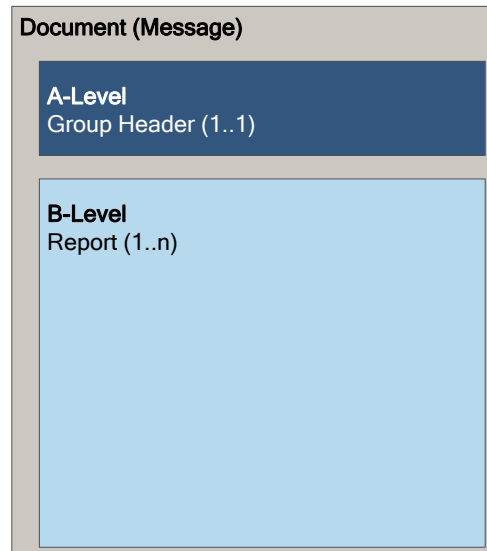 Document (Message)
A-Level
Group Header (1..1)
B-Level
Report (1..n)